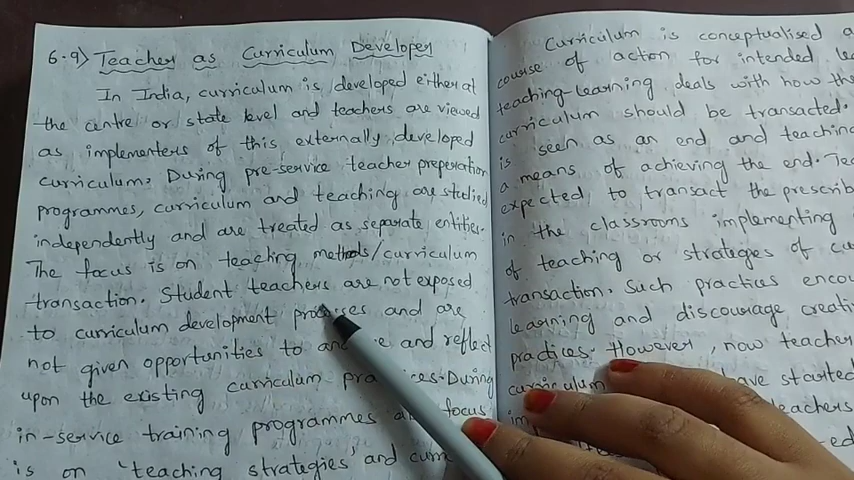 6.9) Teacher as Curriculum Developer
In India, curriculum is developed either at
the centre or state level and teachers are viewed
as implementers of this externally developed
curriculum. During pre-service teacher preperation
programmes, curriculum and teaching are studied
independently and are treated as separate entities.
The focus is on teaching methods/curriculum
transaction. Student teachers are not exposed
to curriculum development and are
not given opportunities to and reflect
upon the existing curriculum During
in-service training programmes focus
is on 'teaching strategies' and
Curriculum is conceptualised
course of action for intended
teaching-learning deals with how the
curriculum should be transacted.
is seen as an end and teaching
a means of achieving the end.
expected to transact the
in the classrooms implementing
of teaching or strategies of
transaction. Such practices
learning and discourage
practices. However, now
have started